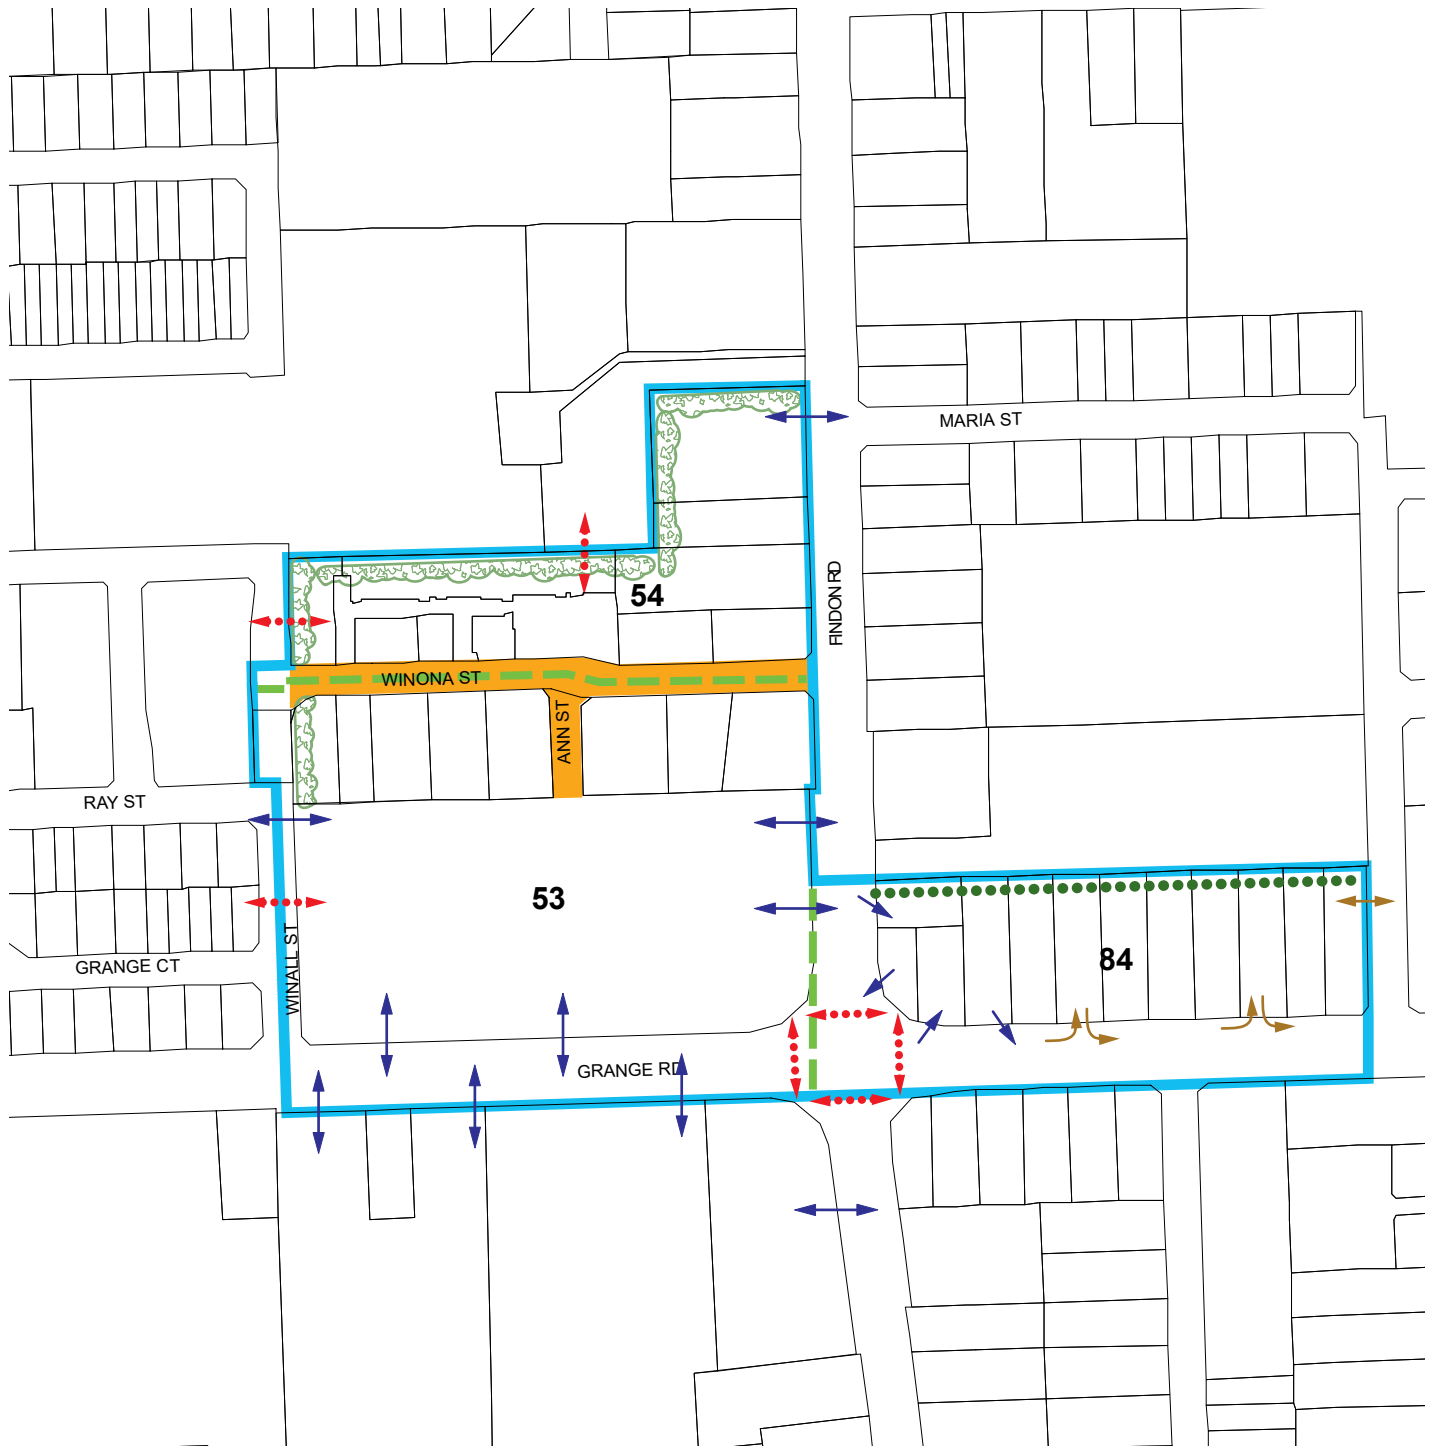 MARIA ST
FINDON RD
54
WINONA ST
ANN ST
RAY ST
53
WINALL ST
GRANGE CT
84
GRANGE RD